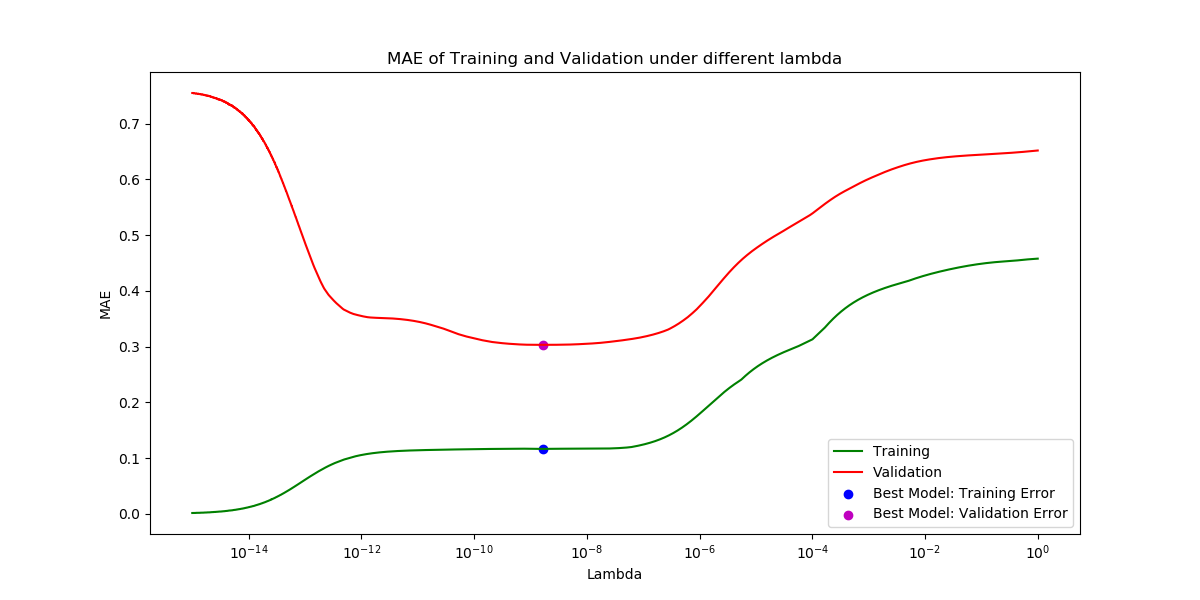 MAE of Training and Validation under different lambda
MAE
0.7
0.6
0.5
0.4
0.3
0.2
0.1
0.0
10⁻¹⁴ 10⁻¹² 10⁻¹⁰ 10⁻⁸ 10⁻⁶ 10⁻⁴ 10⁻² 10⁰
Lambda
Training
Validation
Best Model: Training Error
Best Model: Validation Error